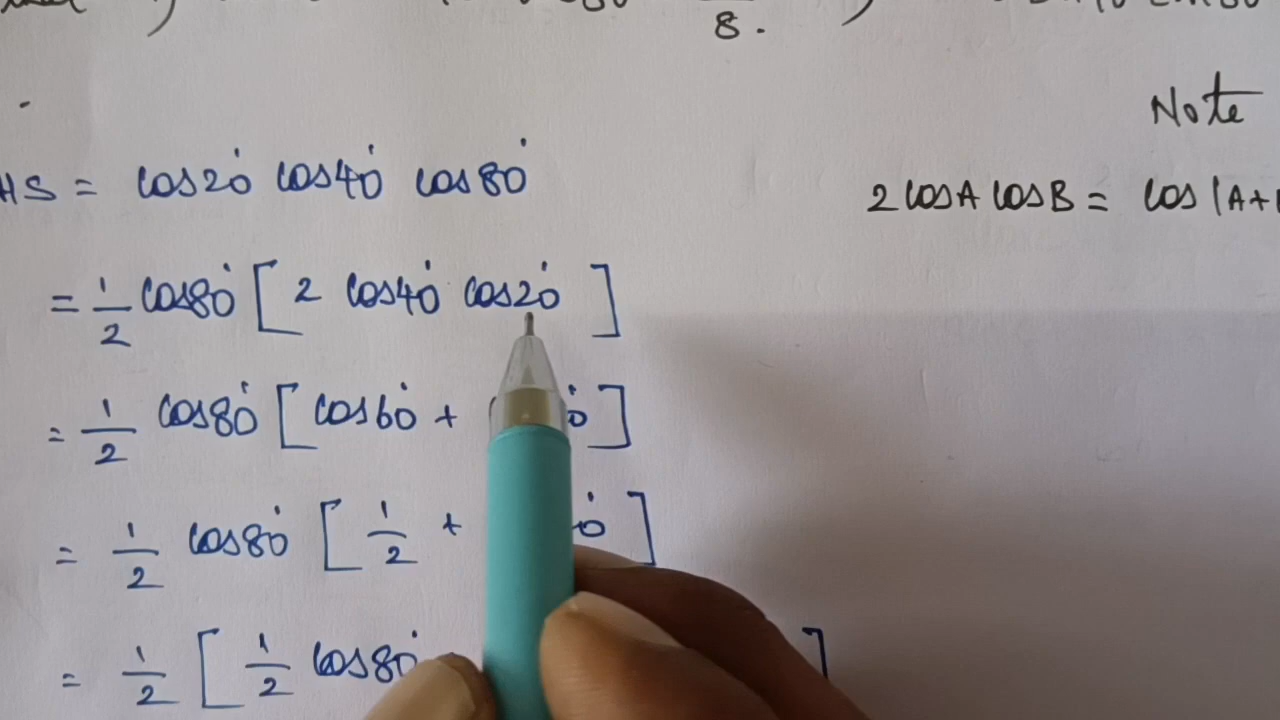 8.
Note
HS = cos20° cos40° cos80°
2 cosA cosB = cos(A+
= 1/2 cos80° [ 2 cos40° cos20° ]
= 1/2 cos80° [ cos60° + ]
= 1/2 cos80° [ 1/2 + ]
= 1/2 [ 1/2 cos80° ]